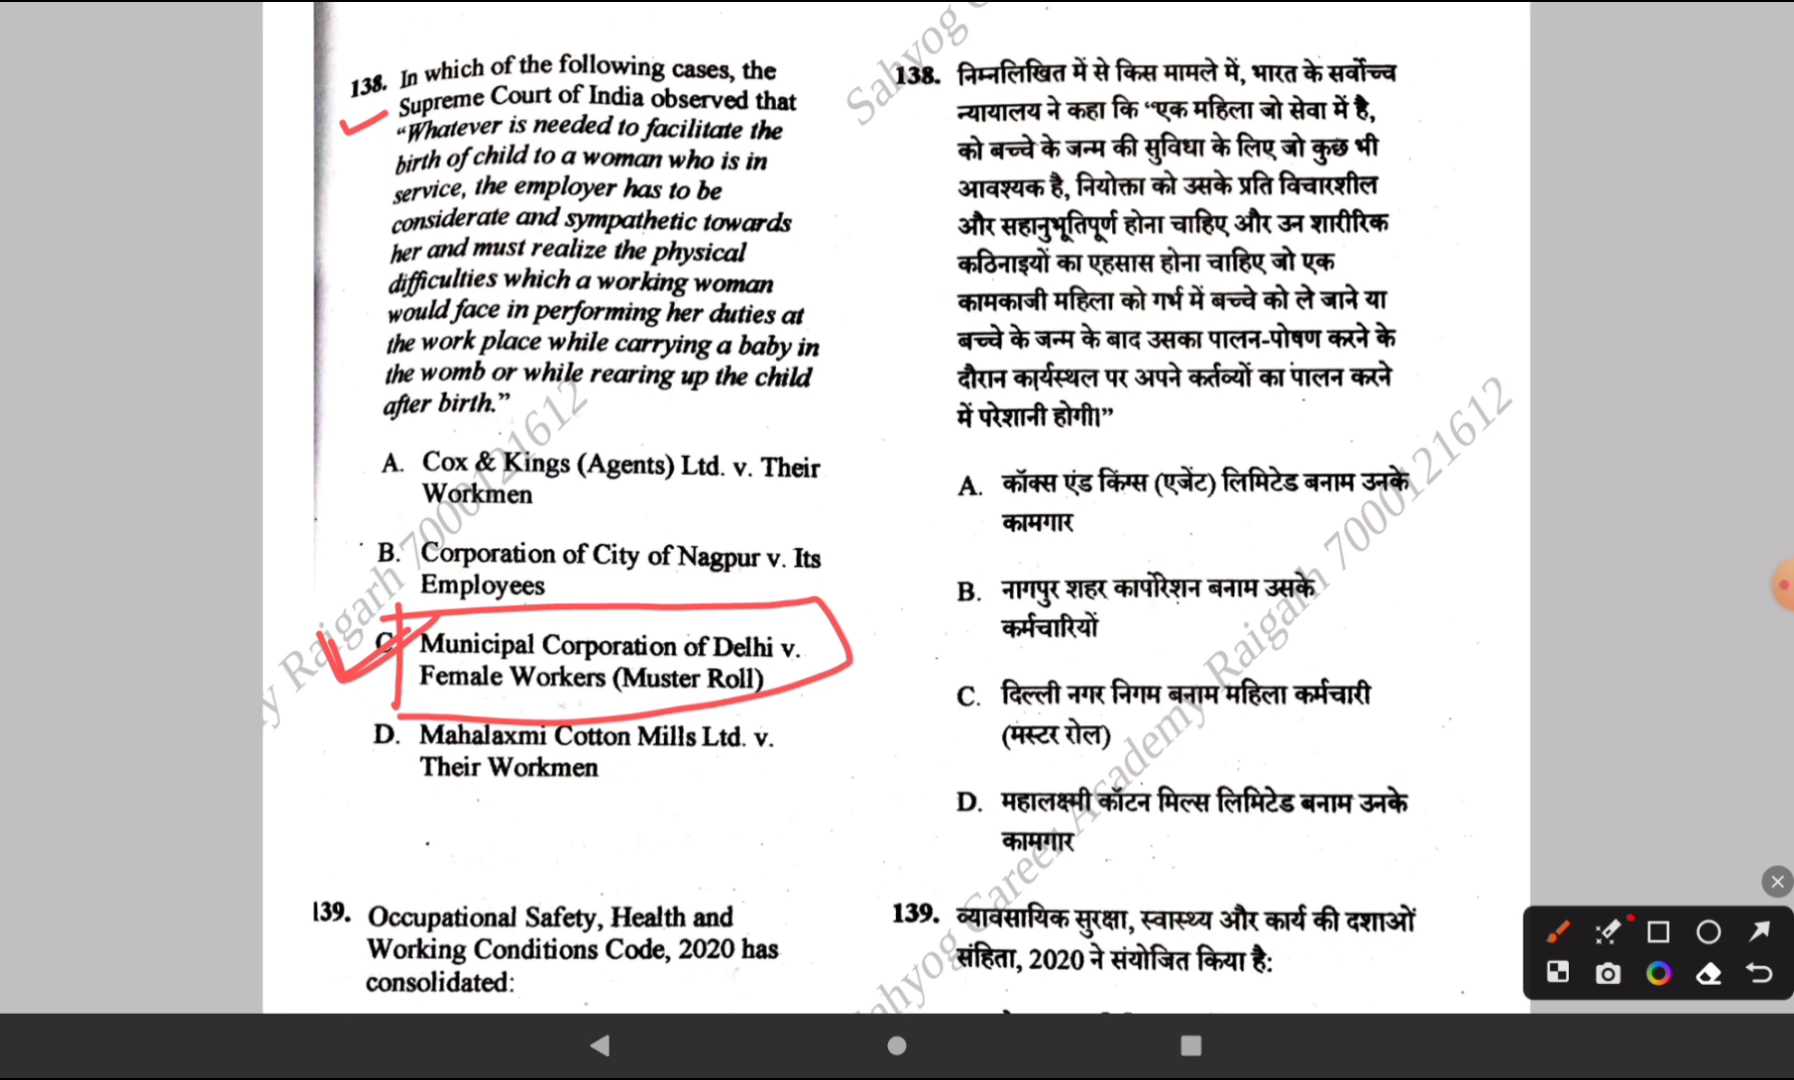 138. In which of the following cases, the
Supreme Court of India observed that
“Whatever is needed to facilitate the
birth of child to a woman who is in
service, the employer has to be
considerate and sympathetic towards
her and must realize the physical
difficulties which a working woman
would face in performing her duties at
the work place while carrying a baby in
the womb or while rearing up the child
after birth.”
A. Cox & Kings (Agents) Ltd. v. Their
Workmen
B. Corporation of City of Nagpur v. Its
Employees
C. Municipal Corporation of Delhi v.
Female Workers (Muster Roll)
D. Mahalaxmi Cotton Mills Ltd. v.
Their Workmen
139. Occupational Safety, Health and
Working Conditions Code, 2020 has
consolidated:
138. निम्नलिखित में से किस मामले में, भारत के सर्वोच्च
न्यायालय ने कहा कि “एक महिला जो सेवा में है,
को बच्चे के जन्म की सुविधा के लिए जो कुछ भी
आवश्यक है, नियोक्ता को उसके प्रति विचारशील
और सहानुभूतिपूर्ण होना चाहिए और उन शारीरिक
कठिनाइयों का एहसास होना चाहिए जो एक
कामकाजी महिला को गर्भ में बच्चे को ले जाने या
बच्चे के जन्म के बाद उसका पालन-पोषण करने के
दौरान कार्यस्थल पर अपने कर्तव्यों का पालन करने
में परेशानी होगी।”
A. कॉक्स एंड किंग्स (एजेंट) लिमिटेड बनाम उनके
कामगार
B. नागपुर शहर कार्पोरेशन बनाम उसके
कर्मचारियों
C. दिल्ली नगर निगम बनाम महिला कर्मचारी
(मस्टर रोल)
D. महालक्ष्मी कॉटन मिल्स लिमिटेड बनाम उनके
कामगार
139. व्यावसायिक सुरक्षा, स्वास्थ्य और कार्य की दशाओं
संहिता, 2020 ने संयोजित किया है:
Sahyog
Raigarh 7000121612
Sahyog Career Academy Raigarh 7000121612